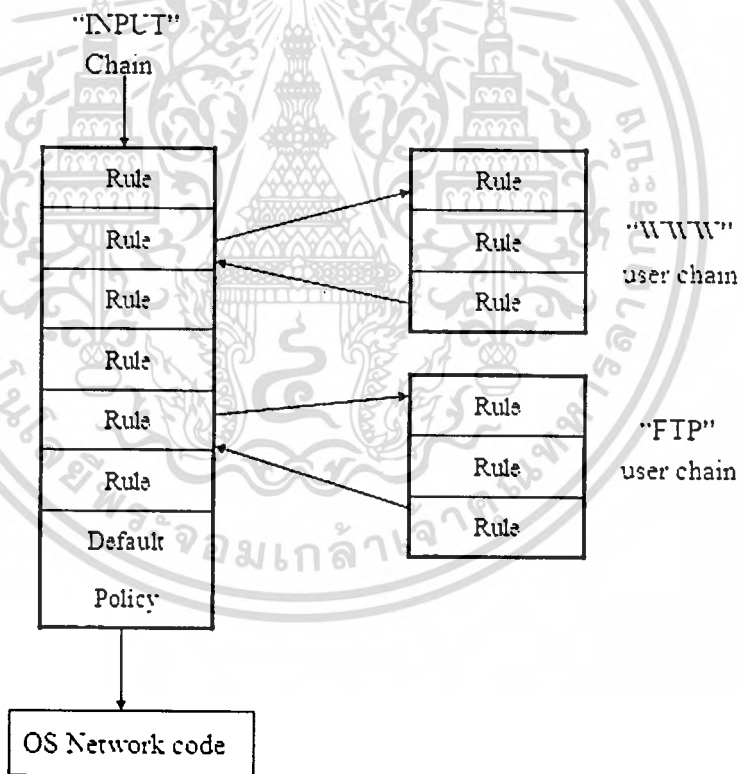 "INPUT"
Chain
Rule
Rule
Rule
Rule
Rule
Rule
Default
Policy
OS Network code
Rule
Rule
Rule
"WWW"
user chain
Rule
Rule
Rule
"FTP"
user chain